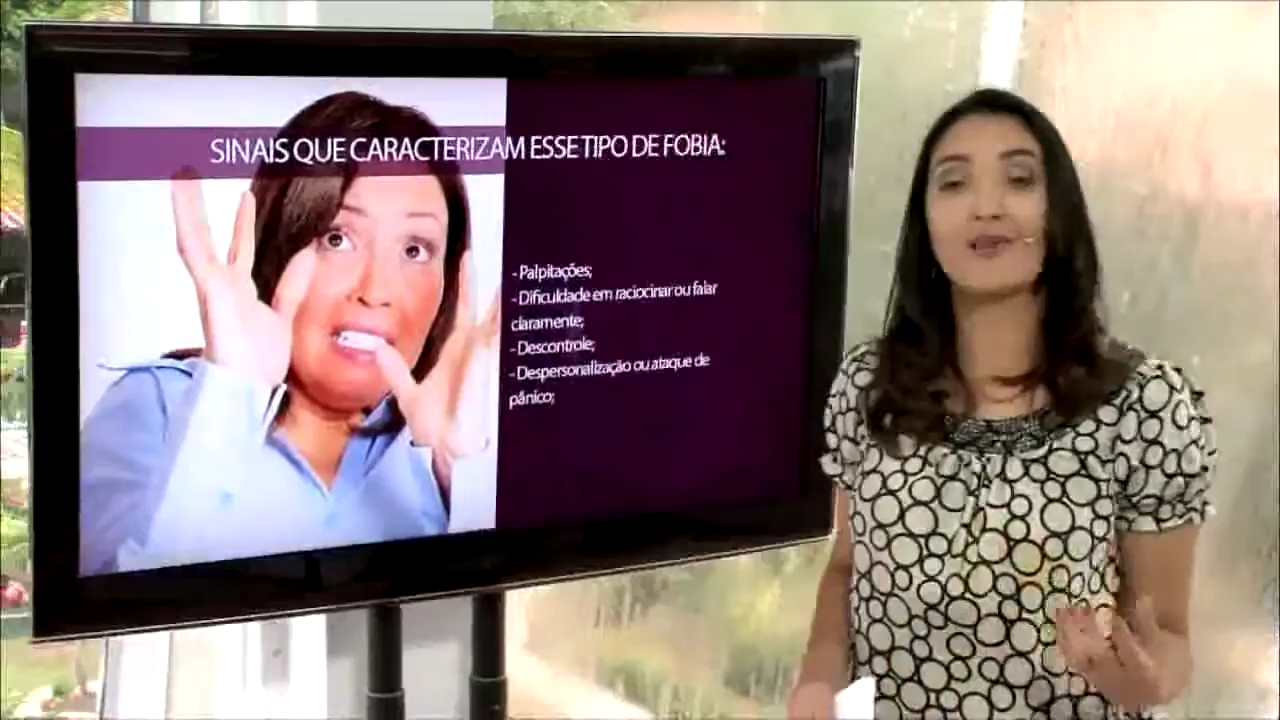 SINAIS QUE CARACTERIZAM ESSE TIPO DE FOBIA:
- Palpitações;
- Dificuldade em raciocinar ou falar
claramente;
- Descontrole;
- Despersonalização ou ataque de
pânico;